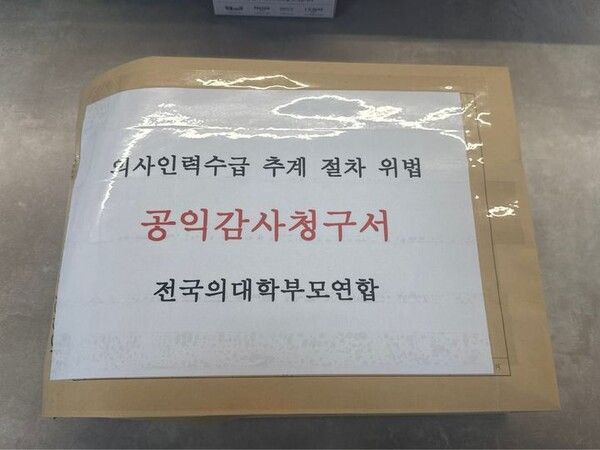 의사인력수급 추계 절차 위법
공익감사청구서
전국의대학부모연합